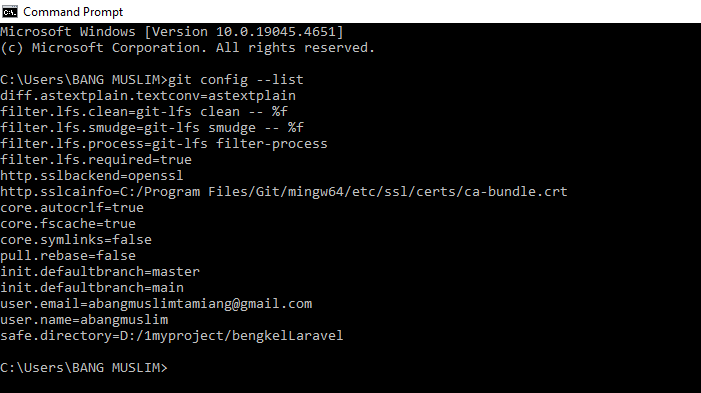 Command Prompt
Microsoft Windows [Version 10.0.19045.4651]
(c) Microsoft Corporation. All rights reserved.
C:\Users\BANG MUSLIM>git config --list
diff.astextplain.textconv=astextplain
filter.lfs.clean=git-lfs clean -- %f
filter.lfs.smudge=git-lfs smudge -- %f
filter.lfs.process=git-lfs filter-process
filter.lfs.required=true
http.sslbackend=openssl
http.sslcainfo=C:/Program Files/Git/mingw64/etc/ssl/certs/ca-bundle.crt
core.autocrlf=true
core.fscache=true
core.symlinks=false
pull.rebase=false
init.defaultbranch=master
init.defaultbranch=main
user.email=abangmuslimtamiang@gmail.com
user.name=abangmuslim
safe.directory=D:/1myproject/bengkelLaravel
C:\Users\BANG MUSLIM>